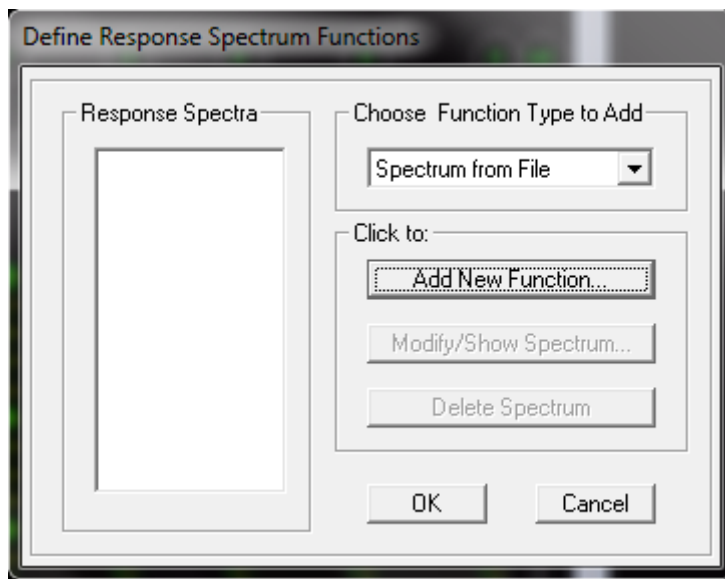 Define Response Spectrum Functions
Response Spectra
Choose  Function Type to Add
Spectrum from File
Click to:
Add New Function...
Modify/Show Spectrum...
Delete Spectrum
OK
Cancel